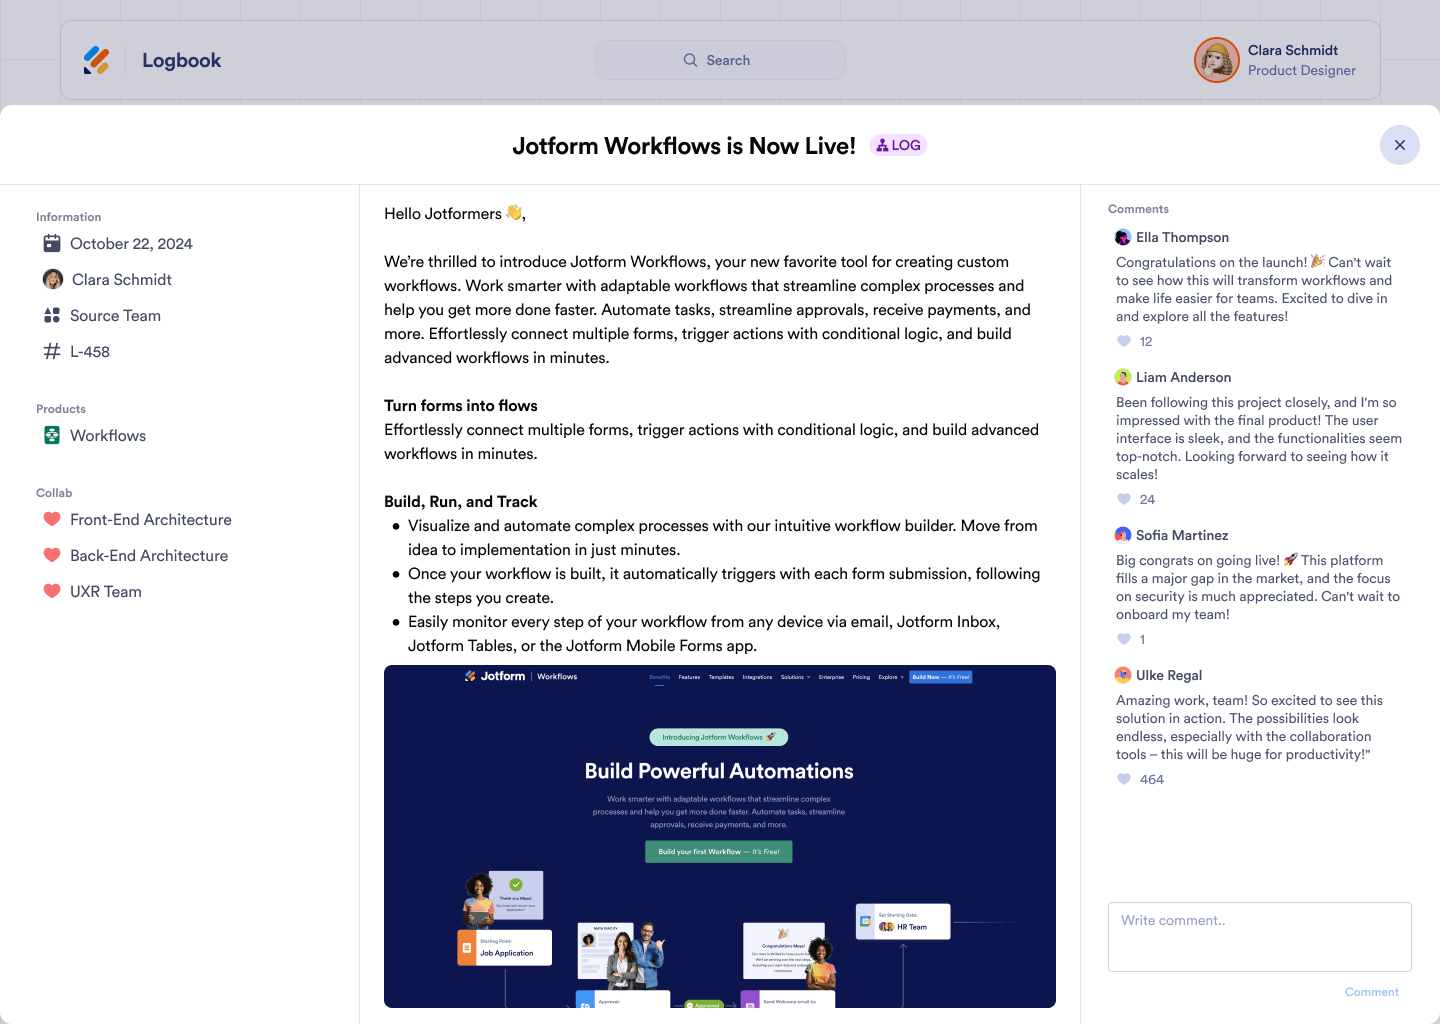 Logbook
Search
Clara Schmidt
Product Designer
Jotform Workflows is Now Live!
LOG
Information
October 22, 2024
Clara Schmidt
Source Team
L-458
Products
Workflows
Collab
Front-End Architecture
Back-End Architecture
UXR Team
Hello Jotformers 👋,
We're thrilled to introduce Jotform Workflows, your new favorite tool for creating custom
workflows. Work smarter with adaptable workflows that streamline complex processes and
help you get more done faster. Automate tasks, streamline approvals, receive payments, and
more. Effortlessly connect multiple forms, trigger actions with conditional logic, and build
advanced workflows in minutes.
Turn forms into flows
Effortlessly connect multiple forms, trigger actions with conditional logic, and build advanced
workflows in minutes.
Build, Run, and Track
● Visualize and automate complex processes with our intuitive workflow builder. Move from
idea to implementation in just minutes.
● Once your workflow is built, it automatically triggers with each form submission, following
the steps you create.
● Easily monitor every step of your workflow from any device via email, Jotform Inbox,
Jotform Tables, or the Jotform Mobile Forms app.
Jotform | Workflows
Benefits Features Templates Integrations Solutions Enterprise Pricing Explore Build Now — It's Free!
Introducing Jotform Workflows 🚀
Build Powerful Automations
Work smarter with adaptable workflows that streamline complex
processes and help you get more done faster. Automate tasks, streamline
approvals, receive payments, and more.
Build your first Workflow — It's Free!
Thank you Maya!
Our team will review your
application!
Starting Point:
Job Application
MAYA DIAZ CV
Approval:
Approved
Congratulations Maya!
Send Welcome email to:
Set Starting Date:
HR Team
Comments
Ella Thompson
Congratulations on the launch! 🎉 Can't wait
to see how this will transform workflows and
make life easier for teams. Excited to dive in
and explore all the features!
12
Liam Anderson
Been following this project closely, and I'm so
impressed with the final product! The user
interface is sleek, and the functionalities seem
top-notch. Looking forward to seeing how it
scales!
24
Sofia Martinez
Big congrats on going live! 🚀 This platform
fills a major gap in the market, and the focus
on security is much appreciated. Can't wait to
onboard my team!
1
Ulke Regal
Amazing work, team! So excited to see this
solution in action. The possibilities look
endless, especially with the collaboration
tools – this will be huge for productivity!"
464
Write comment..
Comment